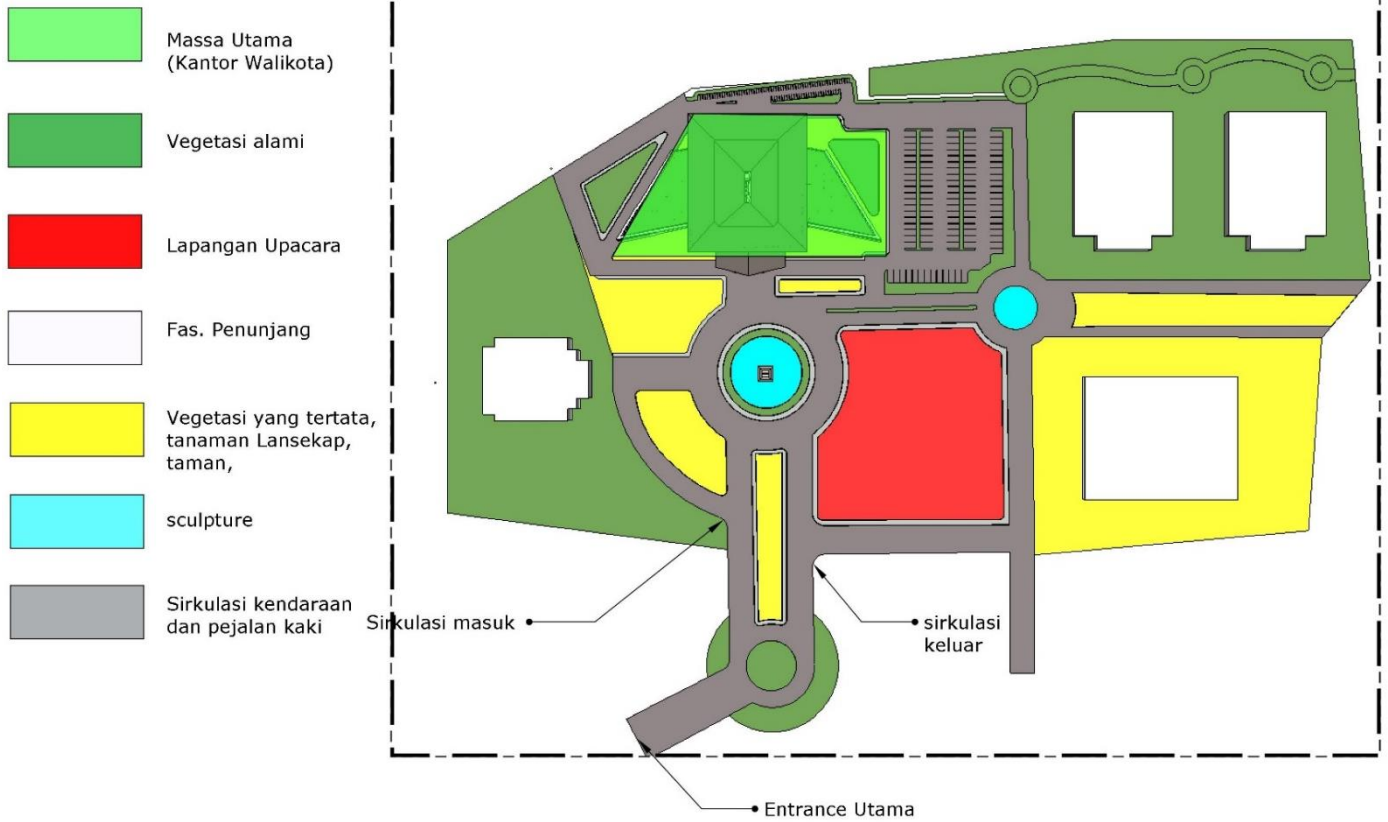 Massa Utama
(Kantor Walikota)
Vegetasi alami
Lapangan Upacara
Fas. Penunjang
Vegetasi yang tertata,
tanaman Lansekap,
taman,
sculpture
Sirkulasi kendaraan
dan pejalan kaki
Sirkulasi masuk
sirkulasi
keluar
Entrance Utama